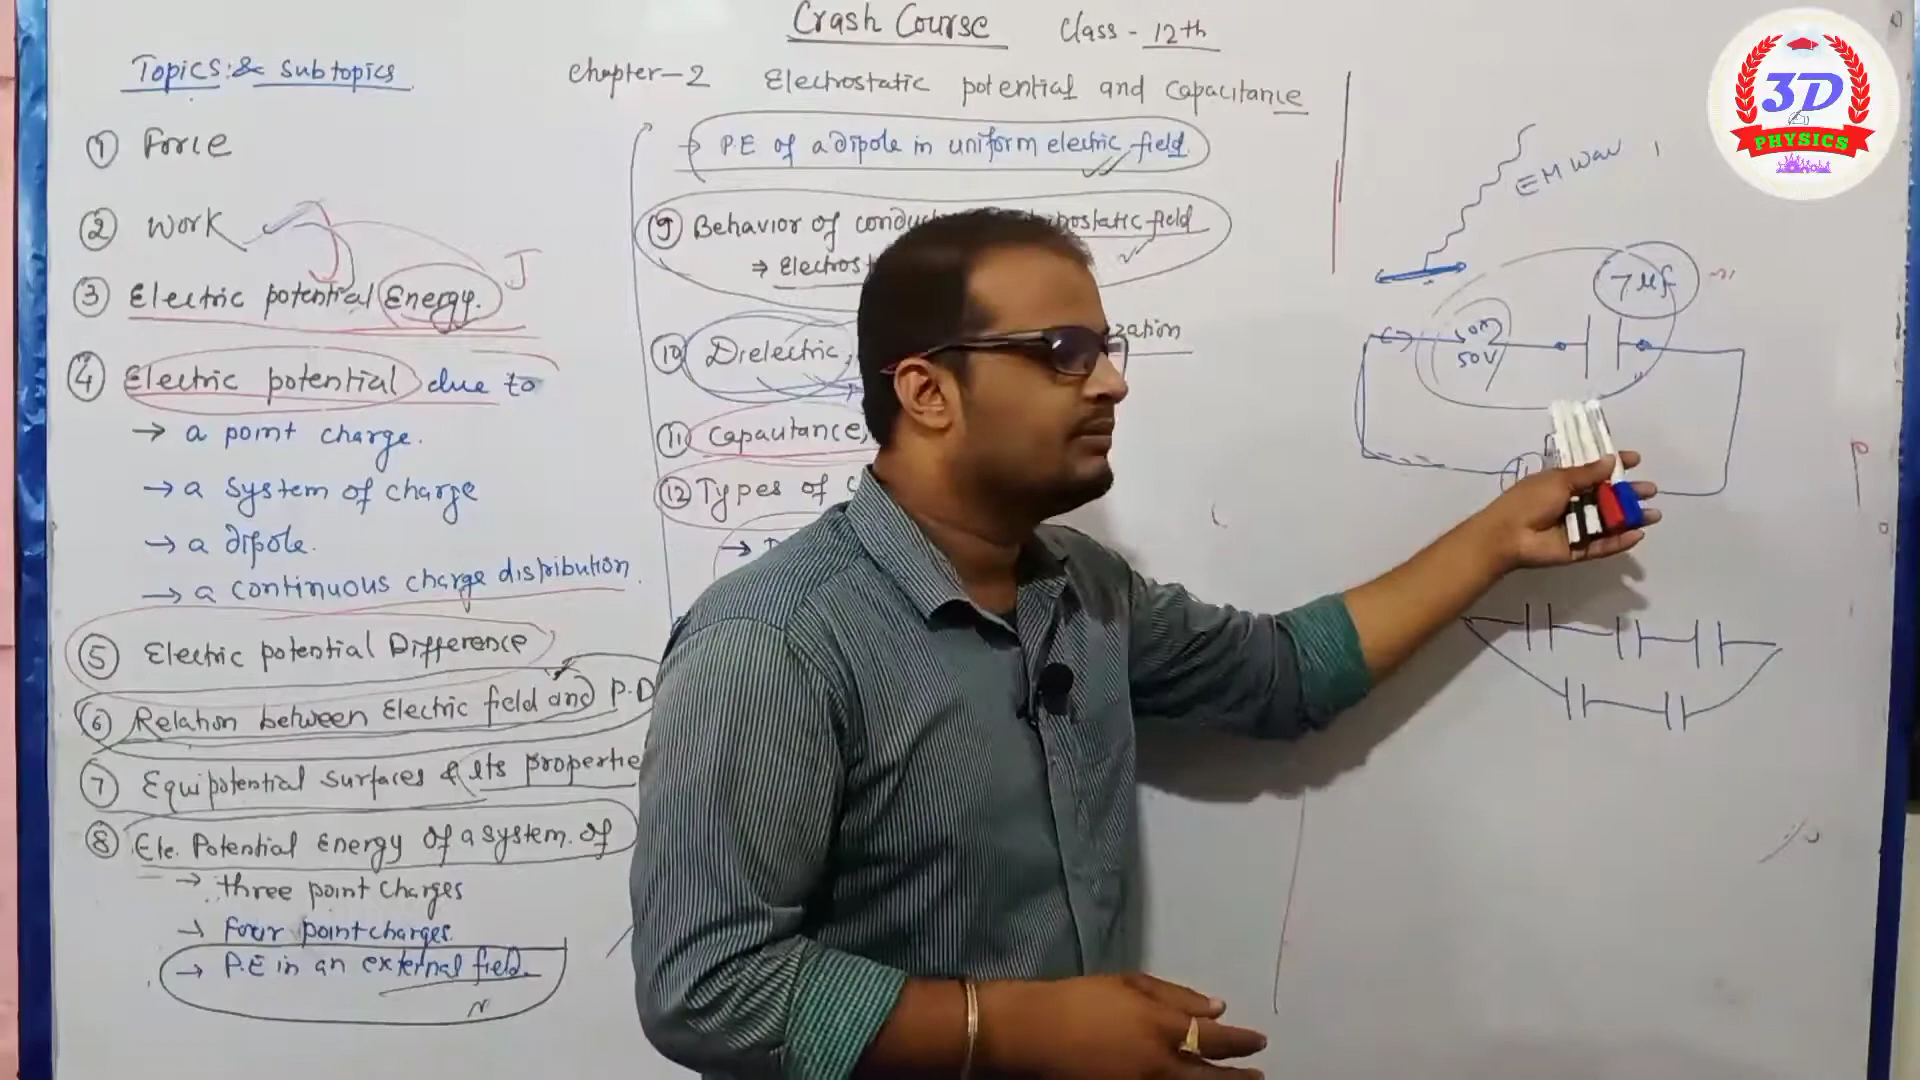 Crash Course Class - 12th
Topics: & Subtopics
Chapter-2 Electrostatic potential and capacitance
① Force
② Work
J
③ Electric potential Energy.
④ Electric potential due to
→ a point charge.
→ a system of charge
→ a dipole.
→ a continuous charge distribution
⑤ Electric potential Difference
⑥ Relation between Electric field and P.D
⑦ Equipotential surfaces & its propertie
⑧ Ele. Potential Energy of a system of
→ three point charges
→ four point charges.
→ P.E in an external field.
→ P.E of a dipole in uniform electric field.
⑨ Behavior of field
⇒
⑩ Dielectric,
⑪ Capacitance,
⑫ Types of
→
EM wav
7 μf
50V
3D
PHYSICS